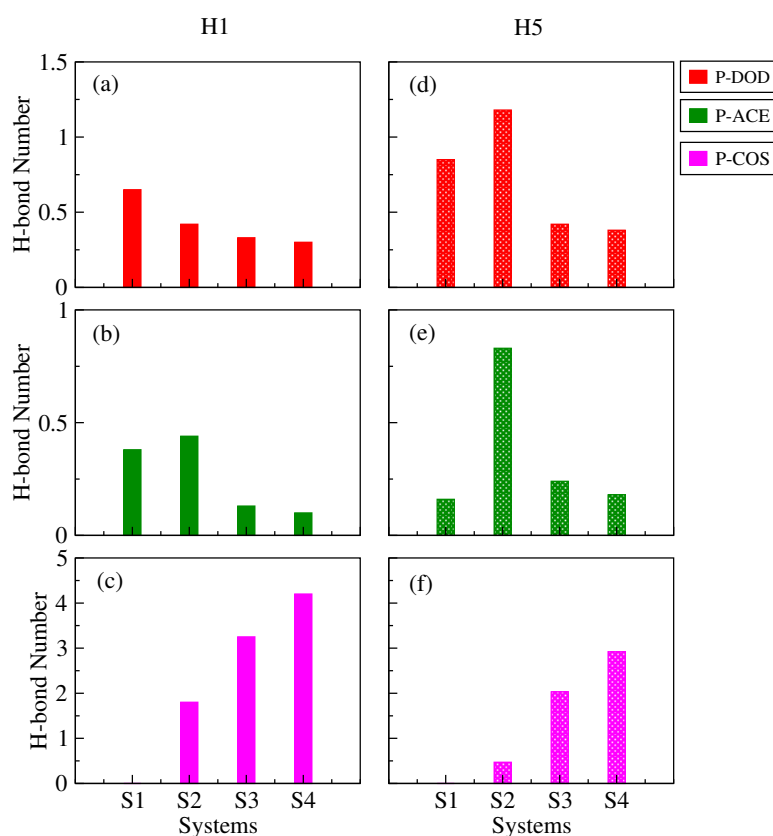 H1
H5
P-DOD
P-ACE
P-COS
(a)
H-bond Number
1.5
1
0.5
0
(d)
(b)
H-bond Number
1
0.5
0
(e)
(c)
H-bond Number
5
4
3
2
1
0
S1 S2 S3 S4
Systems
(f)
S1 S2 S3 S4
Systems